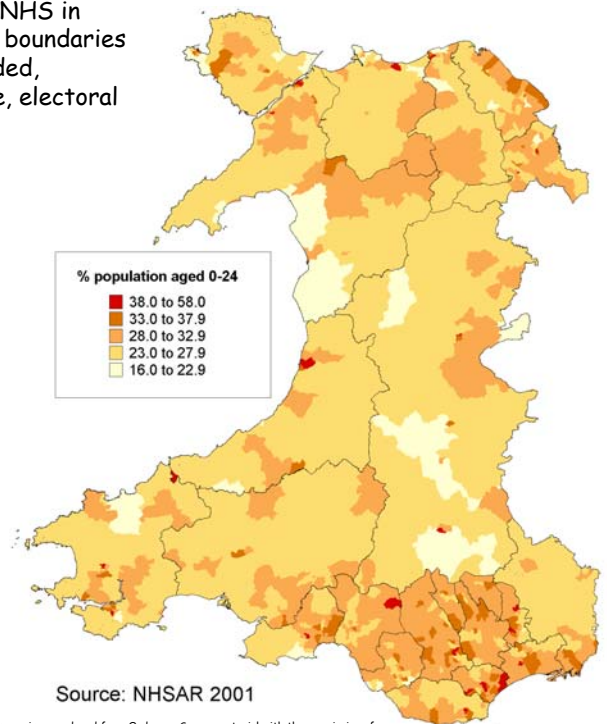 NHS in
boundaries
ded,
e, electoral
% population aged 0-24
38.0 to 58.0
33.0 to 37.9
28.0 to 32.9
23.0 to 27.9
16.0 to 22.9
Source: NHSAR 2001